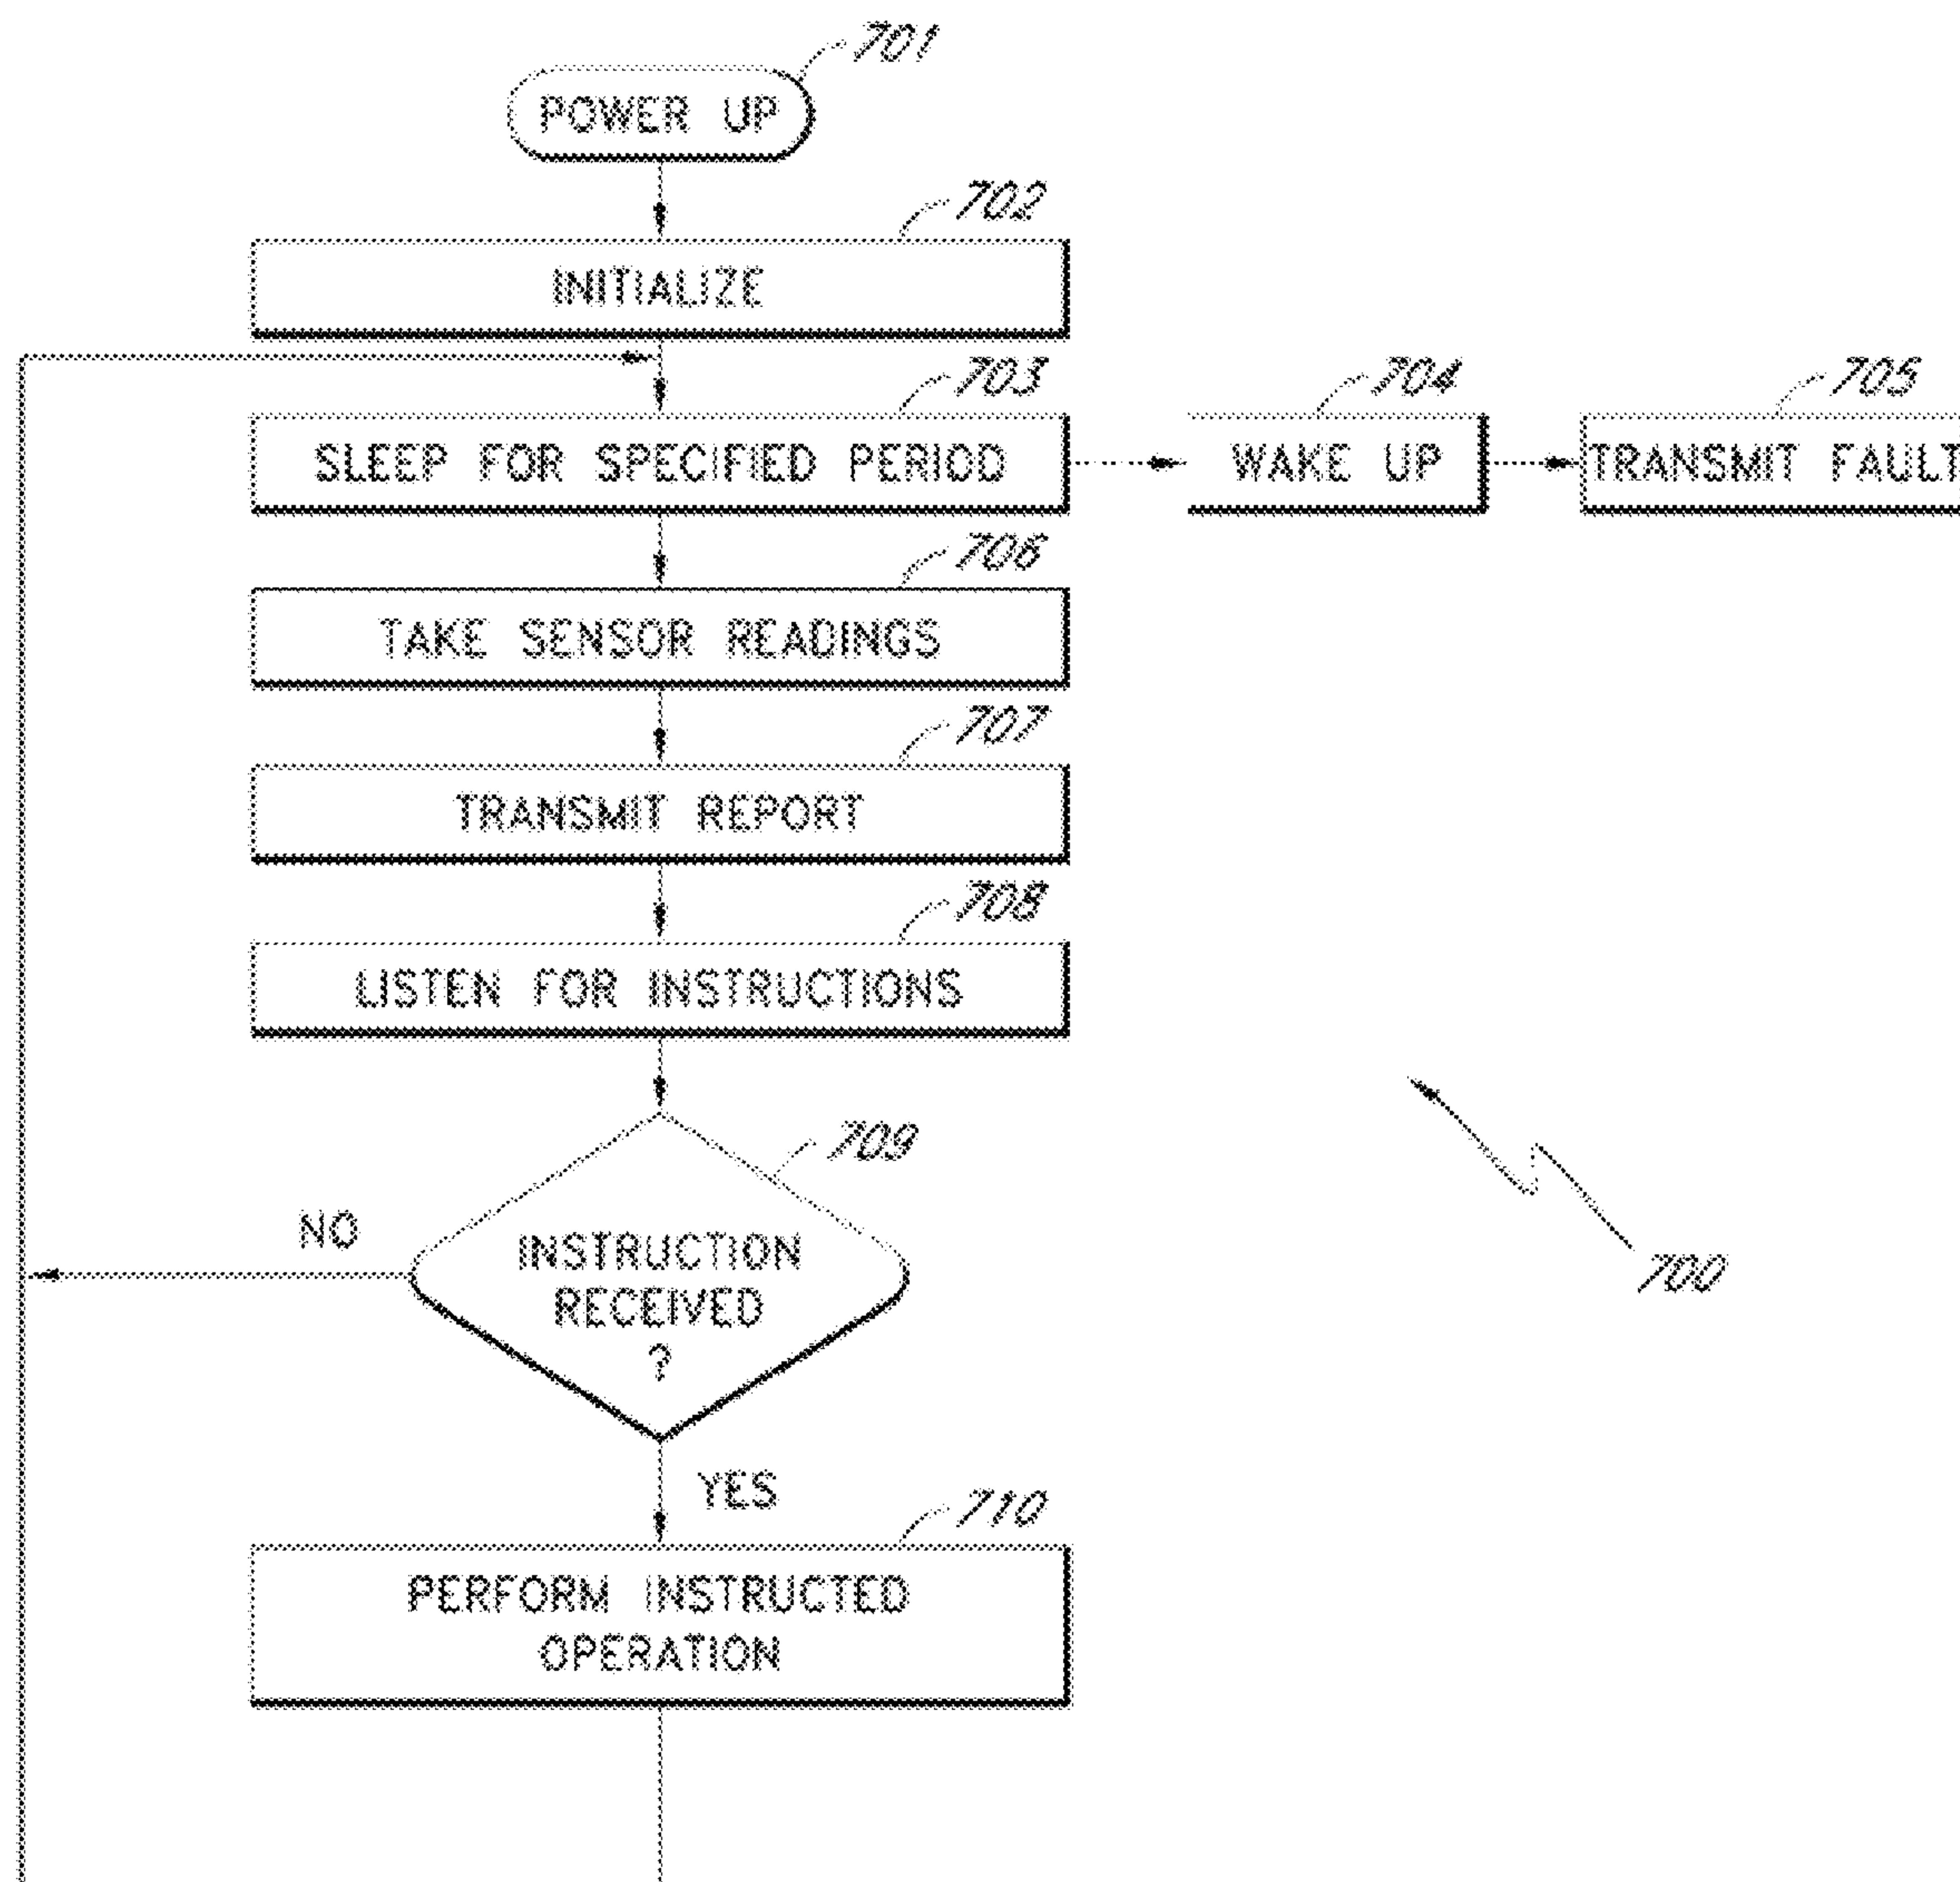 701
POWER UP
702
INITIALIZE
703
SLEEP FOR SPECIFIED PERIOD
704
WAKE UP
705
TRANSMIT FAULT
706
TAKE SENSOR READINGS
707
TRANSMIT REPORT
708
LISTEN FOR INSTRUCTIONS
709
INSTRUCTION
RECEIVED
?
NO
700
YES
710
PERFORM INSTRUCTED
OPERATION